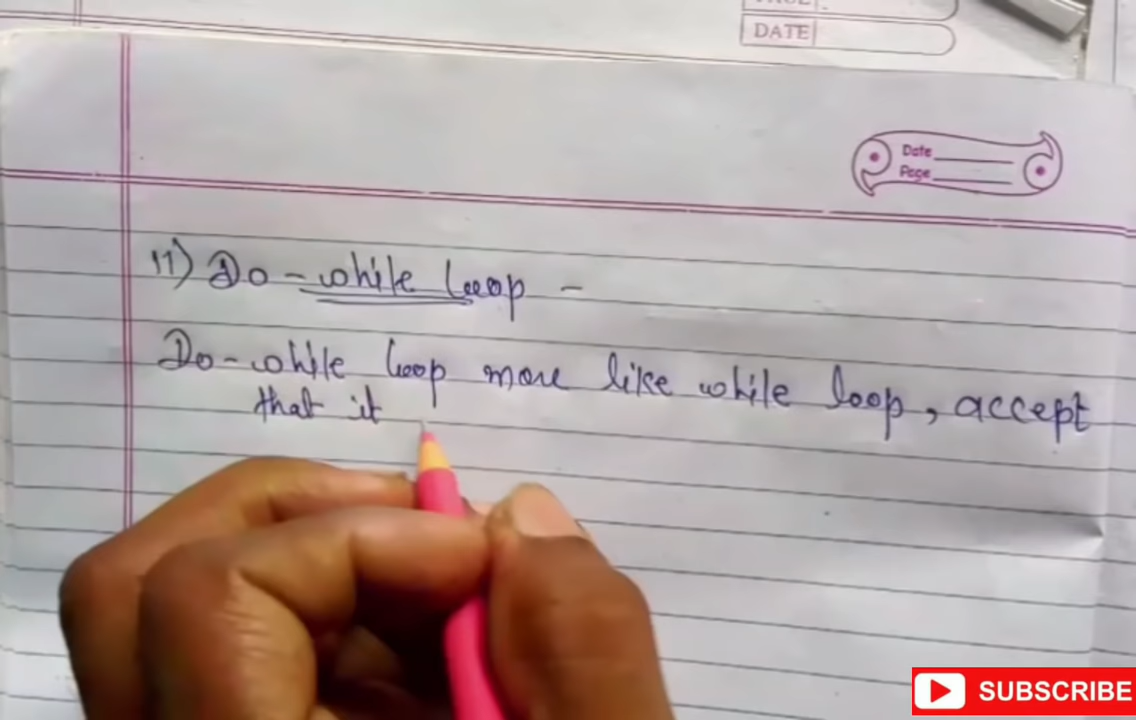 DATE
Date
Page
11) Do-while loop -
Do-while loop more like while loop, accept
that it
SUBSCRIBE